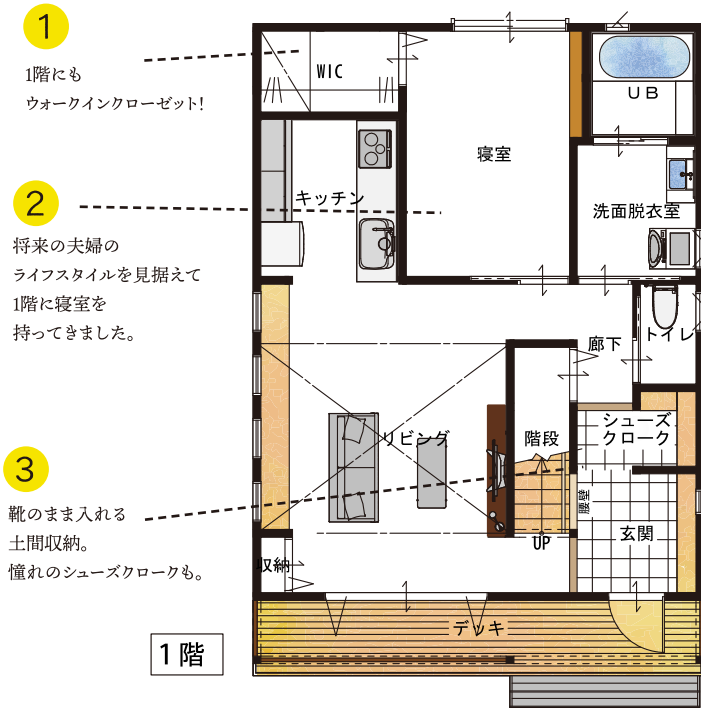 1
1階にも
ウォークインクローゼット!
2
将来の夫婦の
ライフスタイルを見据えて
1階に寝室を
持ってきました。
3
靴のまま入れる
土間収納。
憧れのシューズクロークも。
WIC
UB
寝室
キッチン
洗面脱衣室
トイレ
廊下
シューズ
クローク
リビング
階段
腰壁
玄関
UP
収納
デッキ
1階